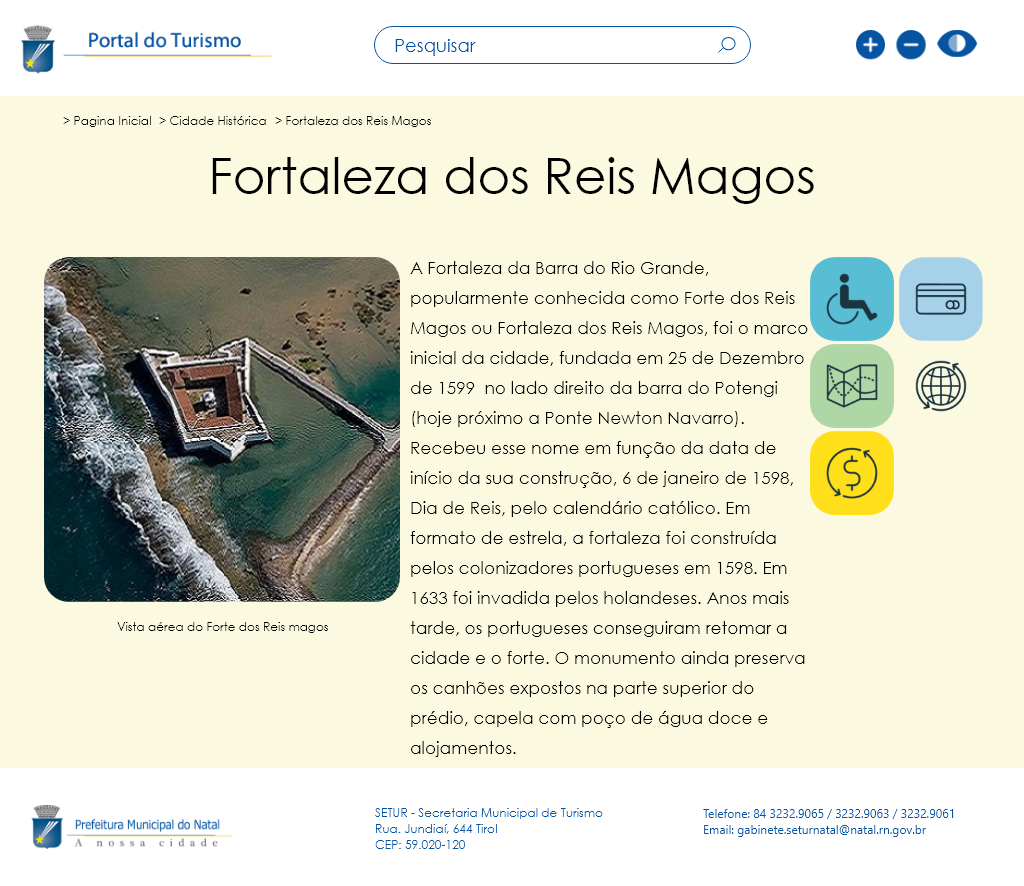 Portal do Turismo
Pesquisar
> Pagina Inicial > Cidade Histórica > Fortaleza dos Reis Magos
Fortaleza dos Reis Magos
A Fortaleza da Barra do Rio Grande,
popularmente conhecida como Forte dos Reis
Magos ou Fortaleza dos Reis Magos, foi o marco
inicial da cidade, fundada em 25 de Dezembro
de 1599 no lado direito da barra do Potengi
(hoje próximo a Ponte Newton Navarro).
Recebeu esse nome em função da data de
início da sua construção, 6 de janeiro de 1598,
Dia de Reis, pelo calendário católico. Em
formato de estrela, a fortaleza foi construída
pelos colonizadores portugueses em 1598. Em
1633 foi invadida pelos holandeses. Anos mais
tarde, os portugueses conseguiram retomar a
cidade e o forte. O monumento ainda preserva
os canhões expostos na parte superior do
prédio, capela com poço de água doce e
alojamentos.
Vista aérea do Forte dos Reis magos
Prefeitura Municipal do Natal
A nossa cidade
SETUR - Secretaria Municipal de Turismo
Rua. Jundiaí, 644 Tirol
CEP: 59.020-120
Telefone: 84 3232.9065 / 3232.9063 / 3232.9061
Email: gabinete.seturnatal@natal.rn.gov.br